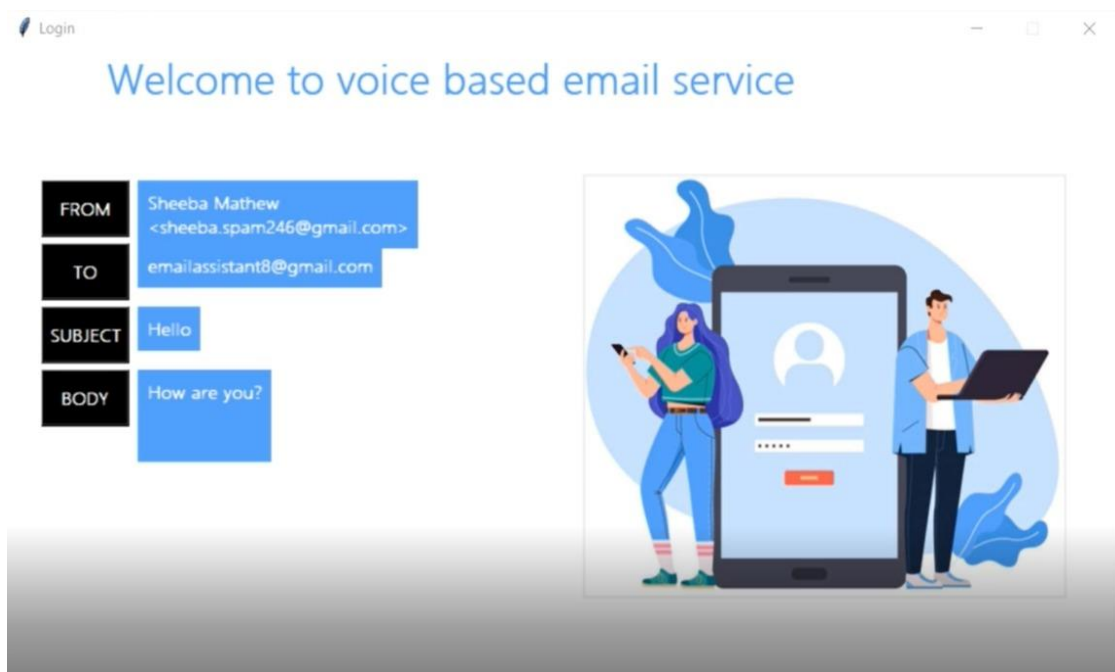 Login
Welcome to voice based email service
FROM
Sheeba Mathew
<sheeba.spam246@gmail.com>
TO
emailassistant8@gmail.com
SUBJECT
Hello
BODY
How are you?